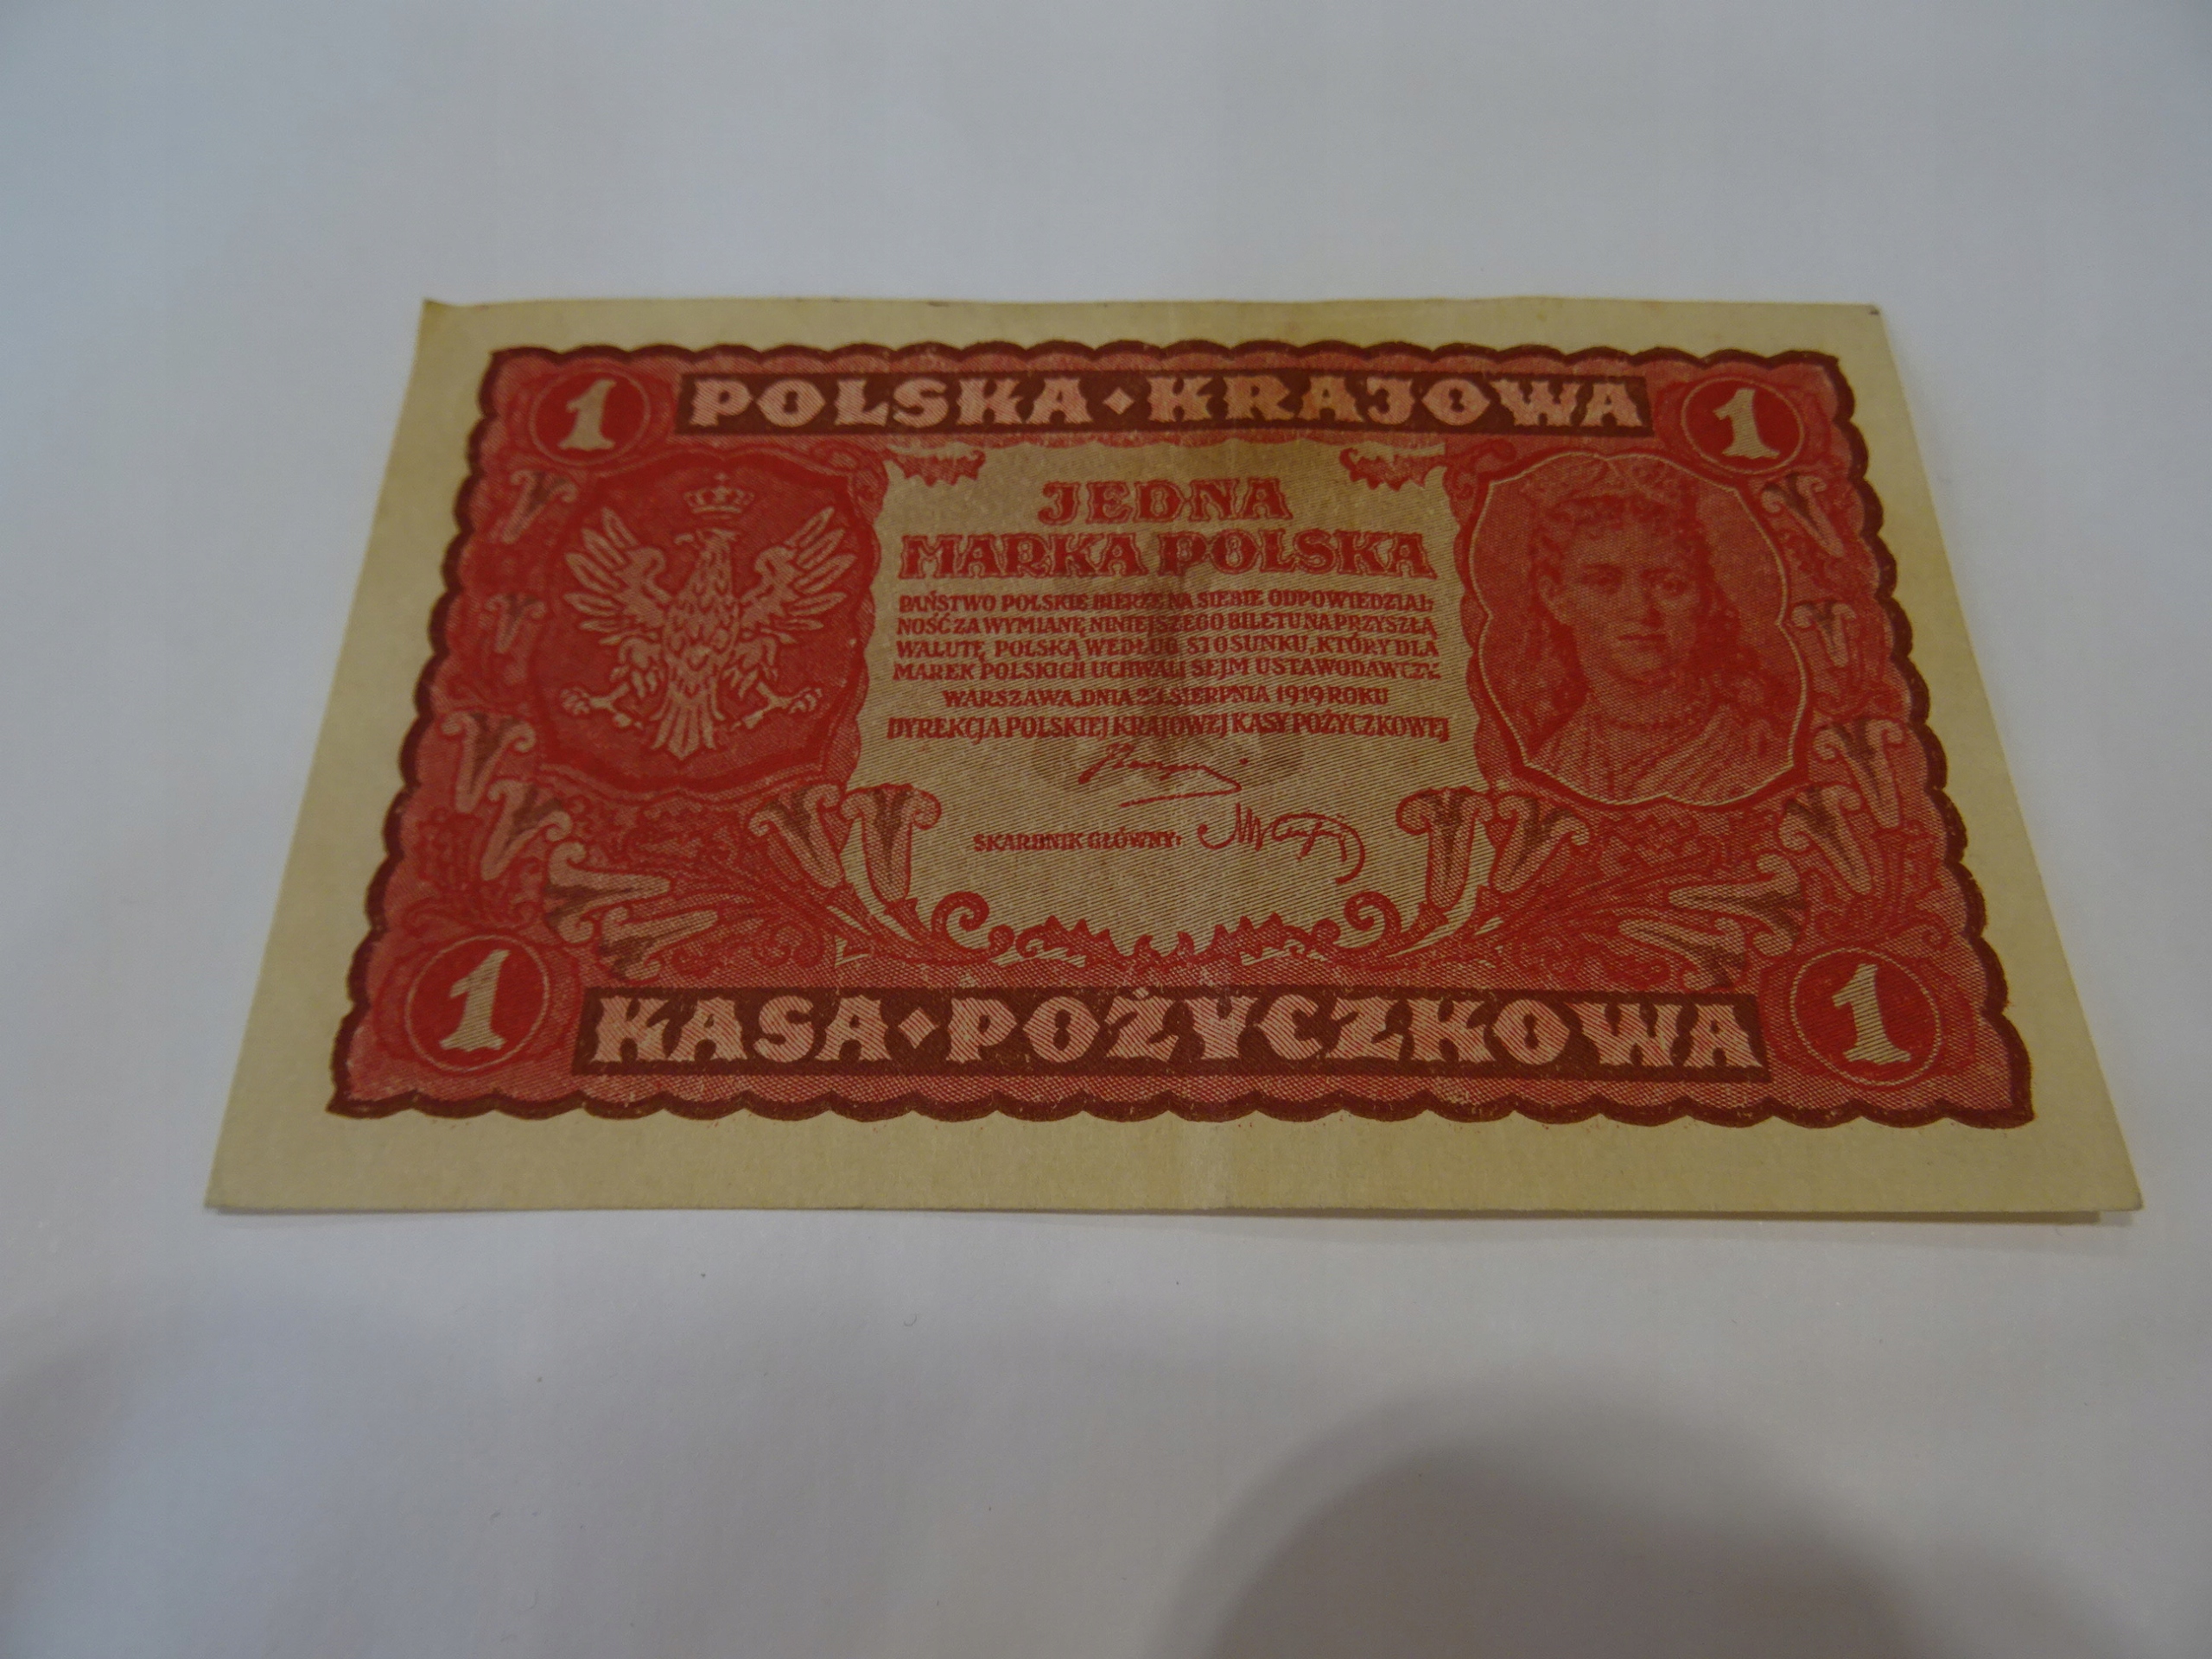 1 POLSKA ⬥ KRAJOWA 1
JEDNA
MARKA POLSKA
PAŃSTWO POLSKIE BIERZE NA SIEBIE ODPOWIEDZIAL-
NOŚĆ ZA WYMIANĘ NINIEJSZEGO BILETU NA PRZYSZŁĄ
WALUTĘ POLSKĄ WEDŁUG STOSUNKU, KTÓRY DLA
MAREK POLSKICH UCHWALI SEJM USTAWODAWCZY.
WARSZAWA, DNIA 23. SIERPNIA 1919 ROKU
DYREKCJA POLSKIEJ KRAJOWEJ KASY POŻYCZKOWEJ
SKARBNIK GŁÓWNY:
1 KASA ⬥ POŻYCZKOWA 1